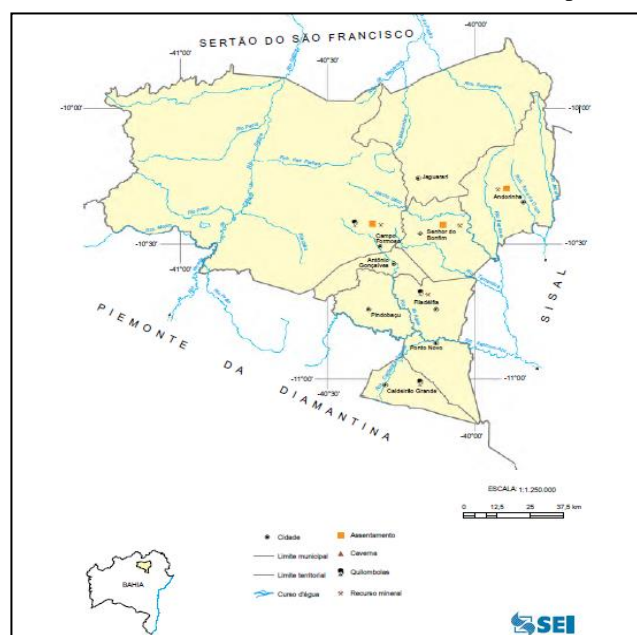 -40°00'
SERTÃO DO SÃO FRANCISCO
-41°00'
-40°30'
-10°00'
-10°00'
Jaguarari
Andorinha
Campo
Formoso
Senhor do
Bonfim
-10°30'
-10°30'
Antônio
Gonçalves
-41°00'
Filadélfia
Pindobaçu
SISAL
PIEMONTE DA DIAMANTINA
Ponto Novo
-11°00'
-11°00'
Caldeirão Grande
-40°30'
-40°00'
ESCALA: 1:1.250.000
0 12,5 25 37,5 km
Cidade
Assentamento
Limite municipal
Caverna
Limite territorial
Quilombolas
Curso d'água
Recurso mineral
BAHIA
SEI